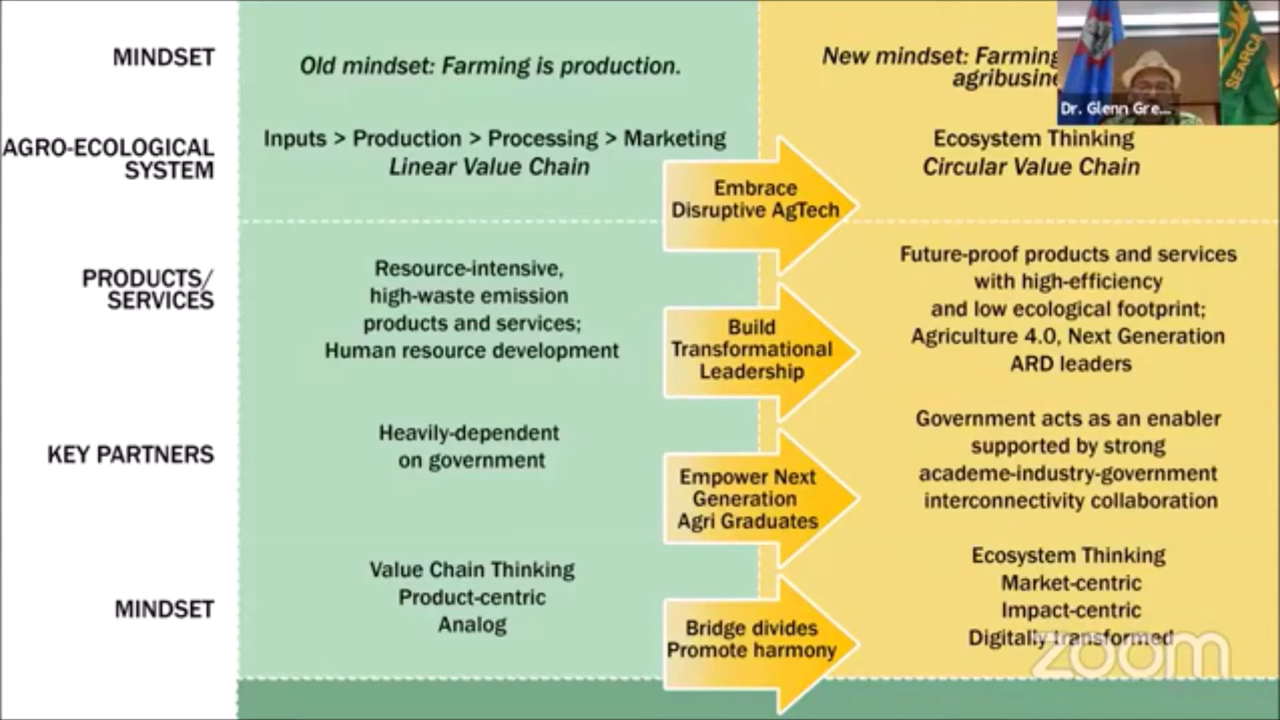 MINDSET
Old mindset: Farming is production.
New mindset: Farming
agribusine
Dr. Glenn Gre...
SEARCA
AGRO-ECOLOGICAL
SYSTEM
Inputs > Production > Processing > Marketing
Linear Value Chain
Ecosystem Thinking
Circular Value Chain
Embrace
Disruptive AgTech
PRODUCTS/
SERVICES
Resource-intensive,
high-waste emission
products and services;
Human resource development
Build
Transformational
Leadership
Future-proof products and services
with high-efficiency
and low ecological footprint;
Agriculture 4.0, Next Generation
ARD leaders
KEY PARTNERS
Heavily-dependent
on government
Empower Next
Generation
Agri Graduates
Government acts as an enabler
supported by strong
academe-industry-government
interconnectivity collaboration
MINDSET
Value Chain Thinking
Product-centric
Analog
Bridge divides
Promote harmony
Ecosystem Thinking
Market-centric
Impact-centric
Digitally transformed
zoom